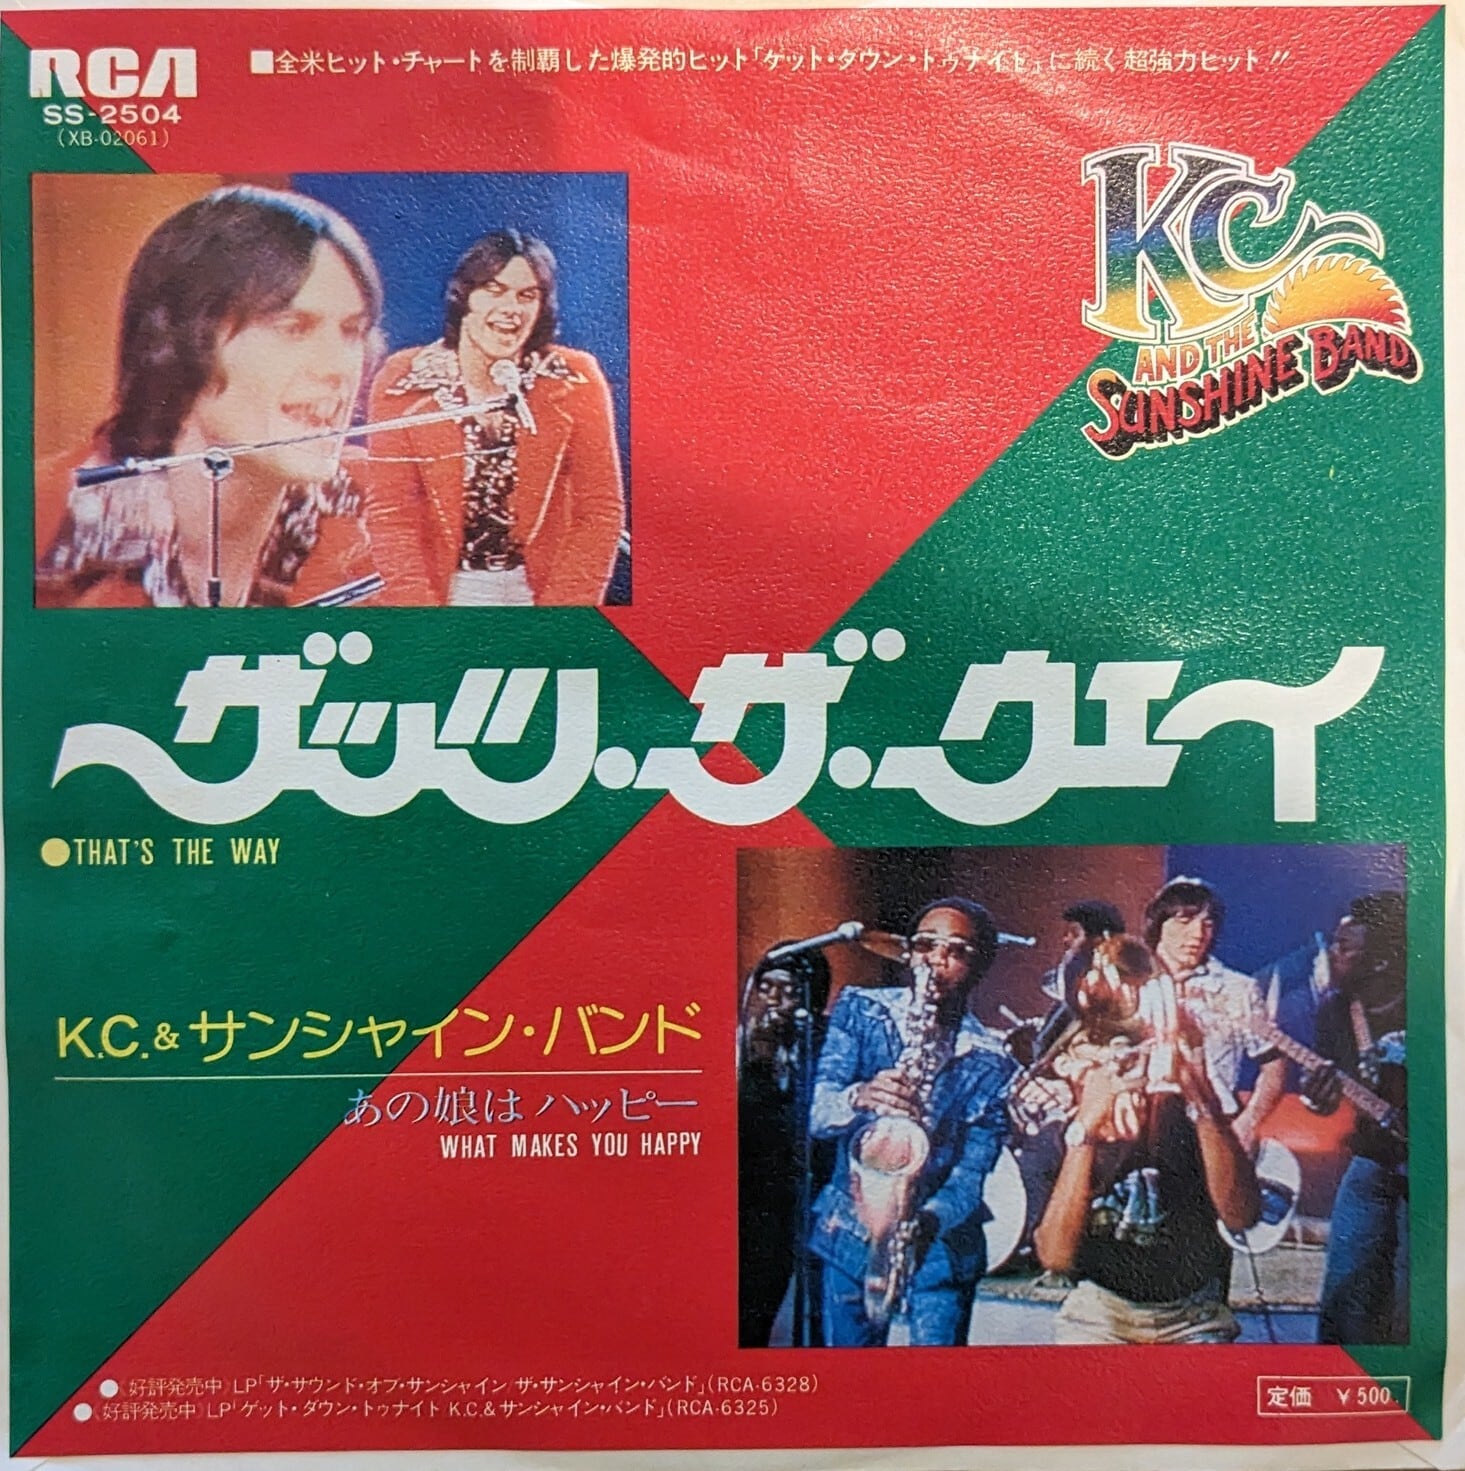 RCA
SS-2504
(XB-02061)
■全米ヒット・チャートを制覇した爆発的ヒット「ゲット・ダウン・トゥナイト」に続く超強力ヒット!!
KC
AND THE
SUNSHINE BAND
ザッツ・ザ・ウェイ
●THAT'S THE WAY
K.C.&サンシャイン・バンド
あの娘はハッピー
WHAT MAKES YOU HAPPY
●〈好評発売中〉LP「ザ・サウンド・オブ・サンシャイン/ザ・サンシャイン・バンド」(RCA-6328)
●〈好評発売中〉LP「ゲット・ダウン・トゥナイト/K.C.&サンシャイン・バンド」(RCA-6325)
定価 ¥500.